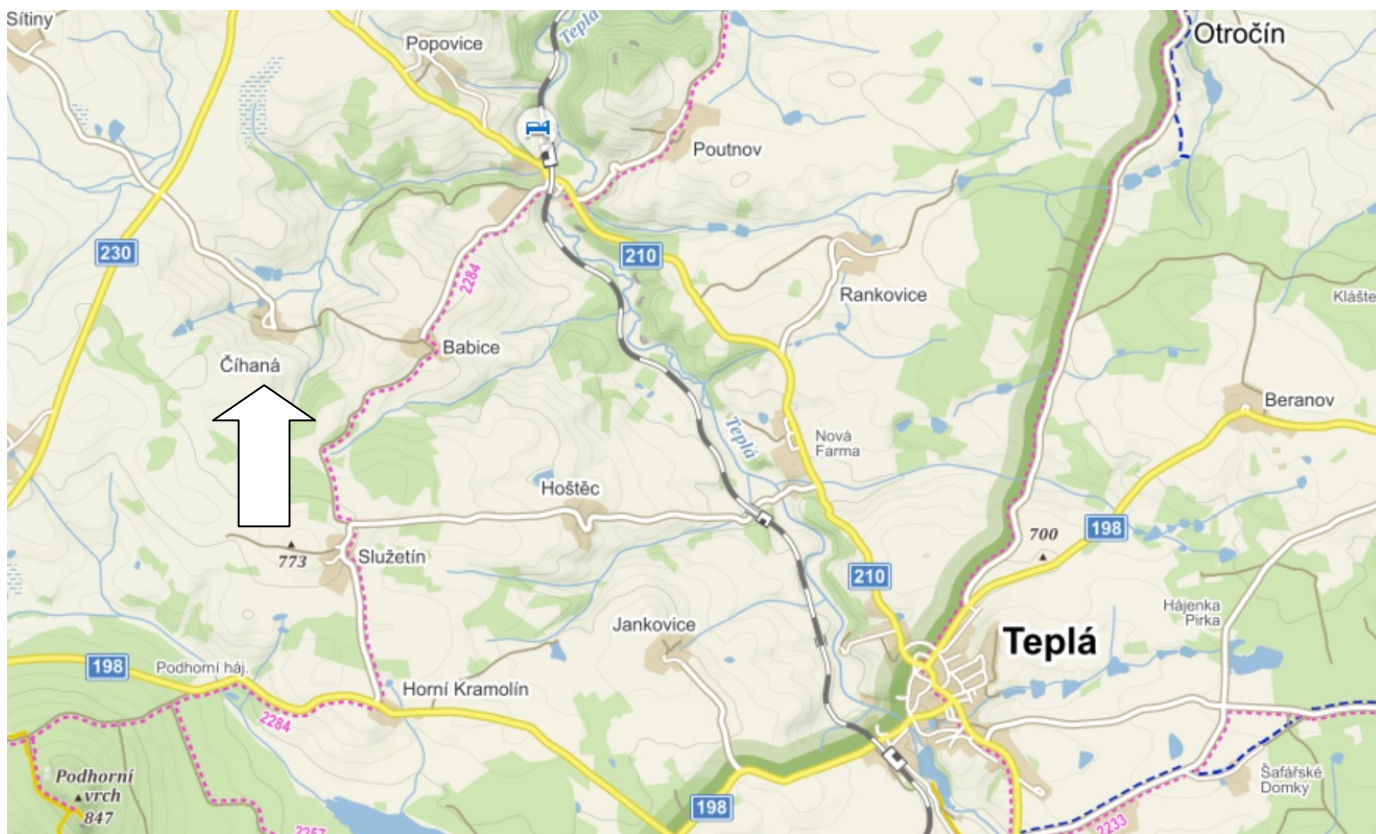 Sítiny
Popovice
Teplá
Otročín
Poutnov
230
210
2284
Rankovice
Klášte
Číhaná
Babice
Beranov
Teplá
Nová
Farma
Hoštěc
198
700
773
Služetín
210
Hájenka
Pirka
Jankovice
Teplá
198
Podhorní háj.
Horní Kramolín
2284
Podhorní
vrch
847
198
Šafářské
Domky
2257
2233